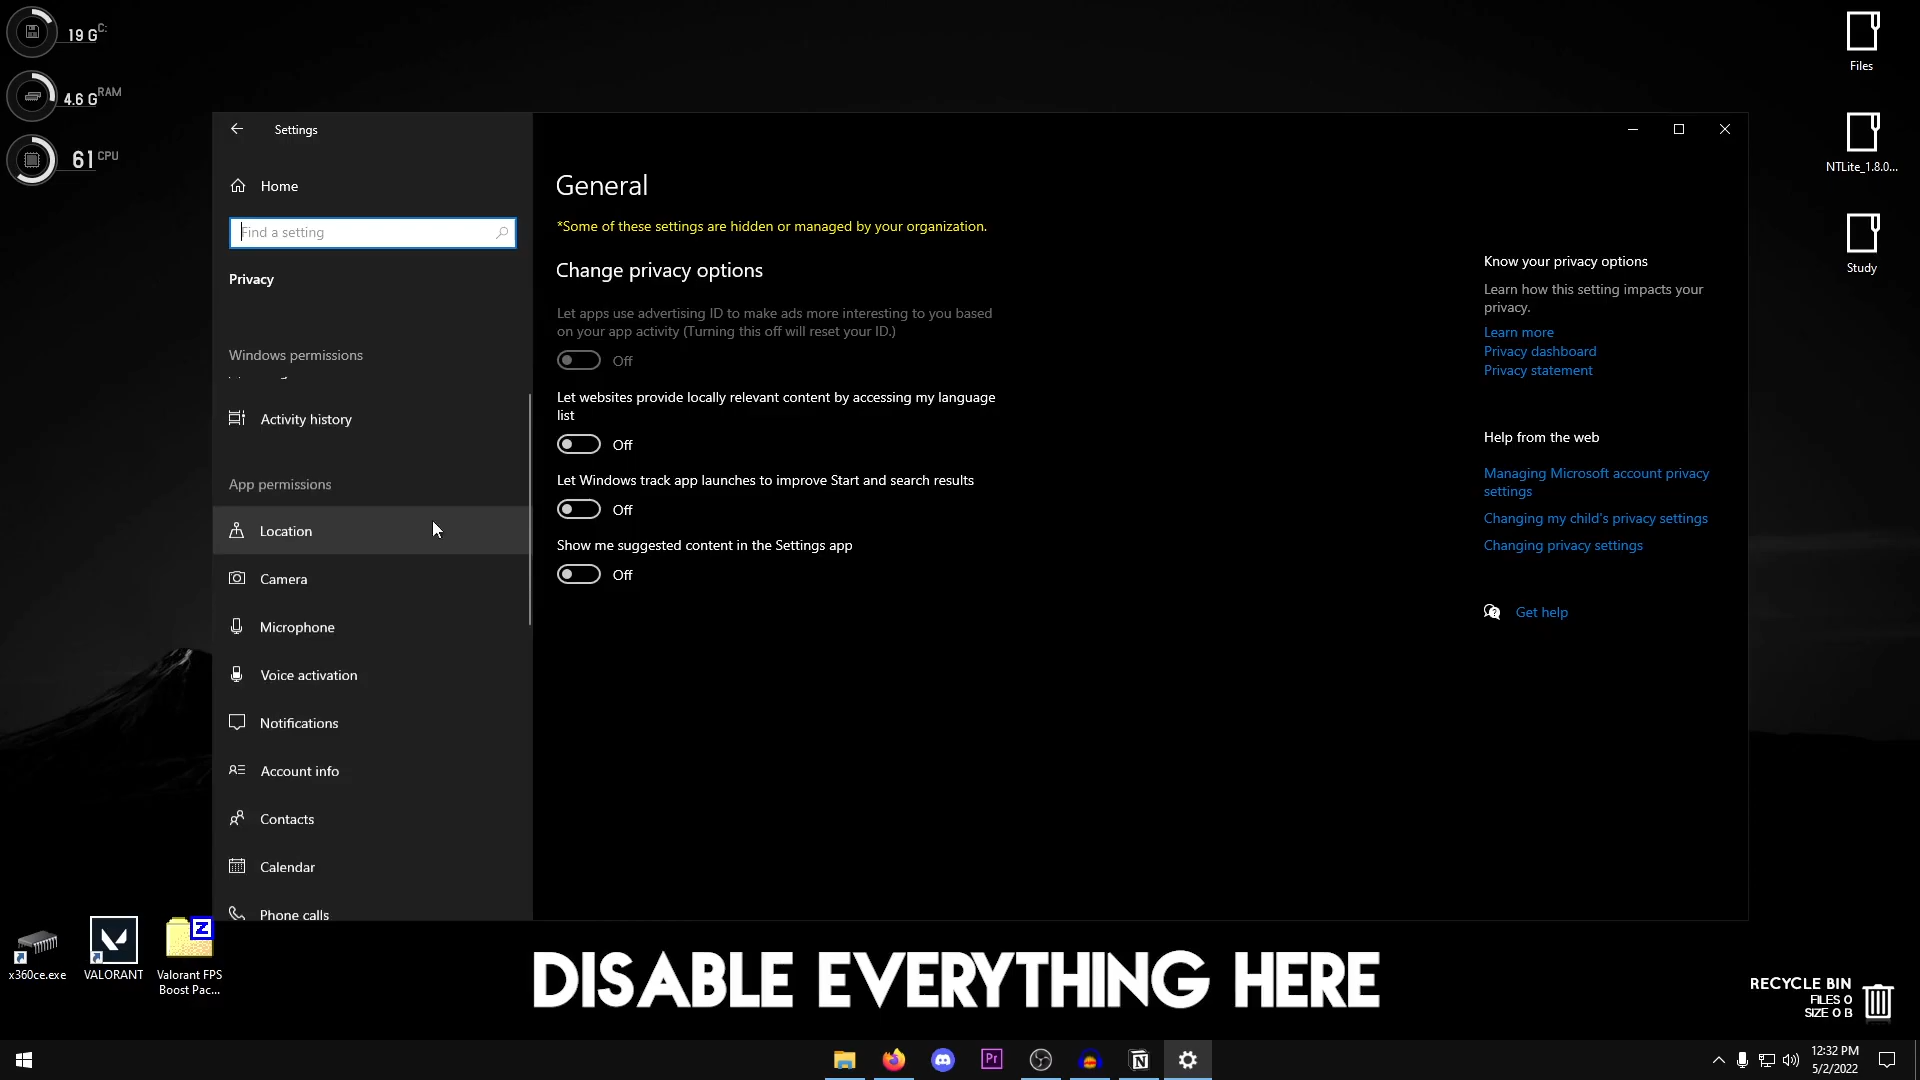 19 G C:
4.6 G RAM
61 CPU
Files
NTLite_1.8.0...
Study
Settings
Home
Find a setting
Privacy
Windows permissions
Activity history
App permissions
Location
Camera
Microphone
Voice activation
Notifications
Account info
Contacts
Calendar
Phone calls
General
*Some of these settings are hidden or managed by your organization.
Change privacy options
Let apps use advertising ID to make ads more interesting to you based
on your app activity (Turning this off will reset your ID.)
Off
Let websites provide locally relevant content by accessing my language
list
Off
Let Windows track app launches to improve Start and search results
Off
Show me suggested content in the Settings app
Off
Know your privacy options
Learn how this setting impacts your
privacy.
Learn more
Privacy dashboard
Privacy statement
Help from the web
Managing Microsoft account privacy
settings
Changing my child's privacy settings
Changing privacy settings
Get help
x360ce.exe
VALORANT
Z
Valorant FPS
Boost Pac...
DISABLE EVERYTHING HERE
RECYCLE BIN
FILES 0
SIZE 0 B
Pr
N
12:32 PM
5/2/2022